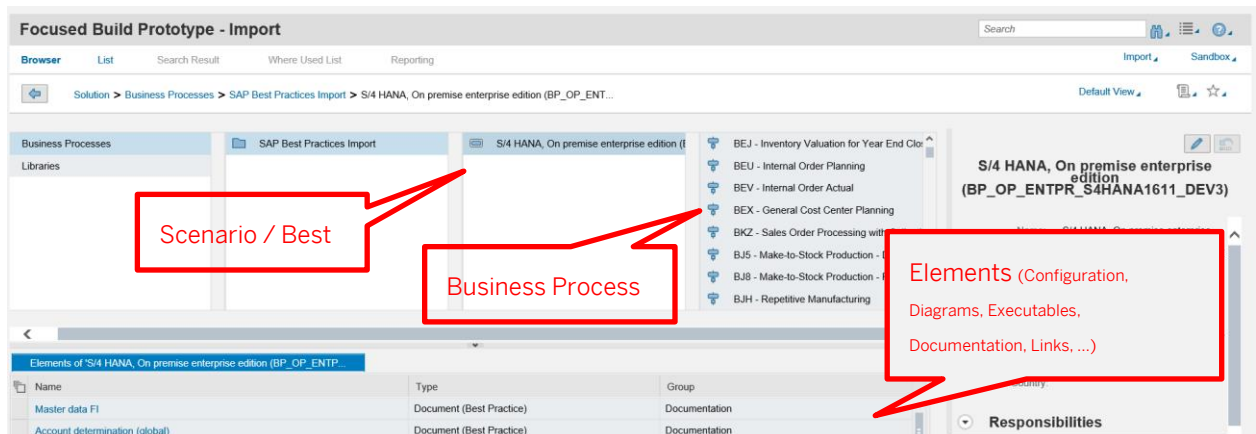 Focused Build Prototype - Import
Search
Browser List Search Result Where Used List Reporting
Import Sandbox
Solution > Business Processes > SAP Best Practices Import > S/4 HANA, On premise enterprise edition (BP_OP_ENT...
Default View
Business Processes
Libraries
SAP Best Practices Import
S/4 HANA, On premise enterprise edition (
BEJ - Inventory Valuation for Year End Clo
BEU - Internal Order Planning
BEV - Internal Order Actual
BEX - General Cost Center Planning
BKZ - Sales Order Processing with
BJ5 - Make-to-Stock Production -
BJ8 - Make-to-Stock Production -
BJH - Repetitive Manufacturing
S/4 HANA, On premise enterprise
edition
(BP_OP_ENTPR_S4HANA1611_DEV3)
Scenario / Best
Business Process
Elements (Configuration,
Diagrams, Executables,
Documentation, Links, ...)
Country:
Responsibilities
Elements of 'S/4 HANA, On premise enterprise edition (BP_OP_ENTP...
Name Type Group
Master data FI Document (Best Practice) Documentation
Account determination (global) Document (Best Practice) Documentation